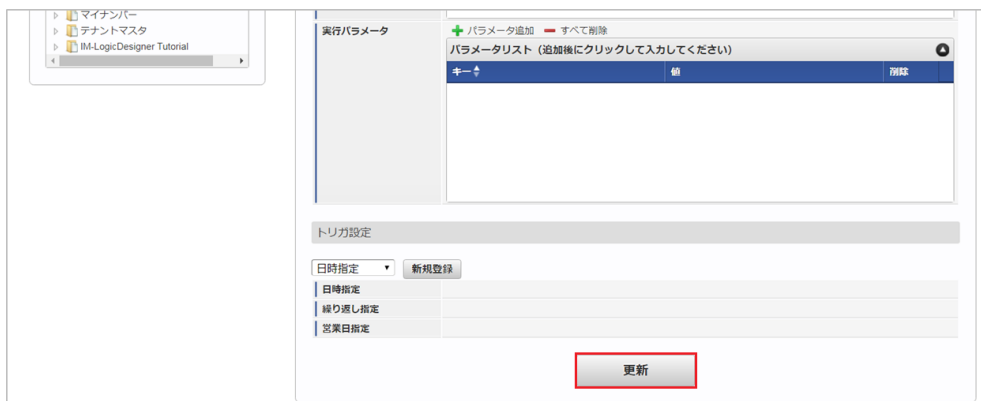 マイナンバー
テナントマスタ
IM-LogicDesigner Tutorial
実行パラメータ
パラメータ追加 すべて削除
パラメータリスト（追加後にクリックして入力してください）
キー 値 削除
トリガ設定
日時指定 新規登録
日時指定
繰り返し指定
営業日指定
更新